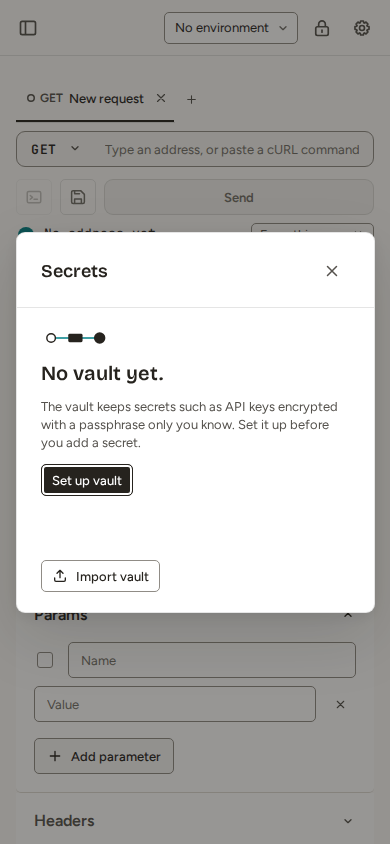 No environment
GET New request
GET
Type an address, or paste a cURL command
Send
Secrets
No vault yet.
The vault keeps secrets such as API keys encrypted
with a passphrase only you know. Set it up before
you add a secret.
Set up vault
Import vault
Params
Name
Value
Add parameter
Headers